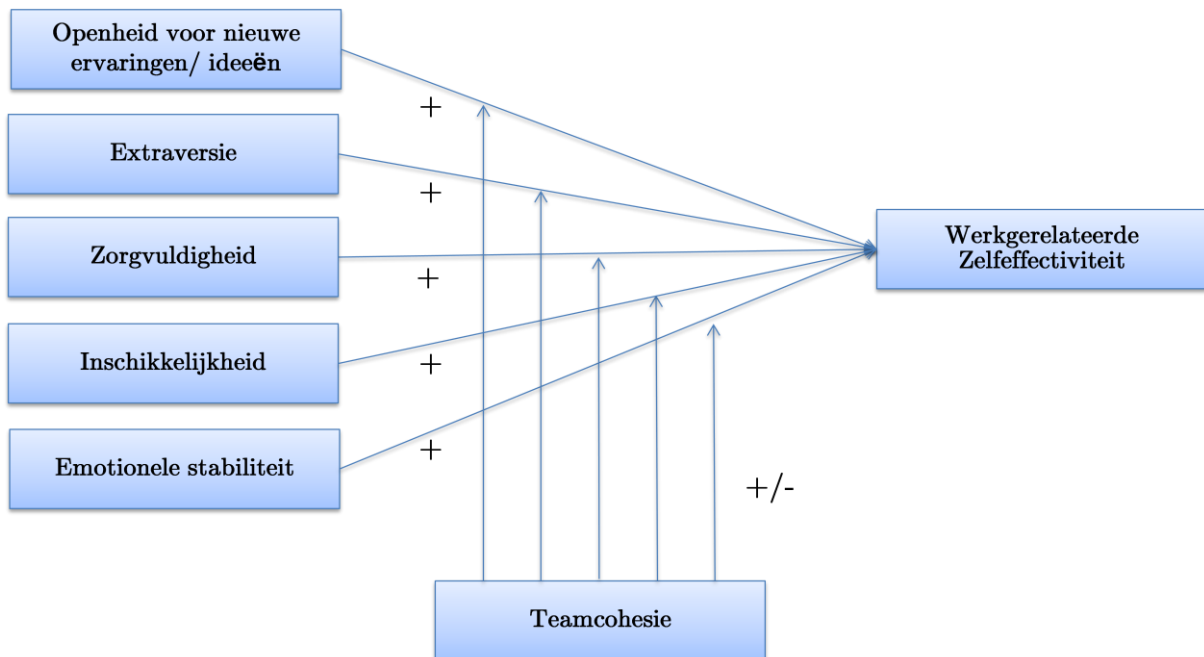 Openheid voor nieuwe
ervaringen/ ideeën
+
Extraversie
+
Zorgvuldigheid
+
Inschikkelijkheid
+
Emotionele stabiliteit
+
Werkgerelateerde
Zelfeffectiviteit
+/-
Teamcohesie